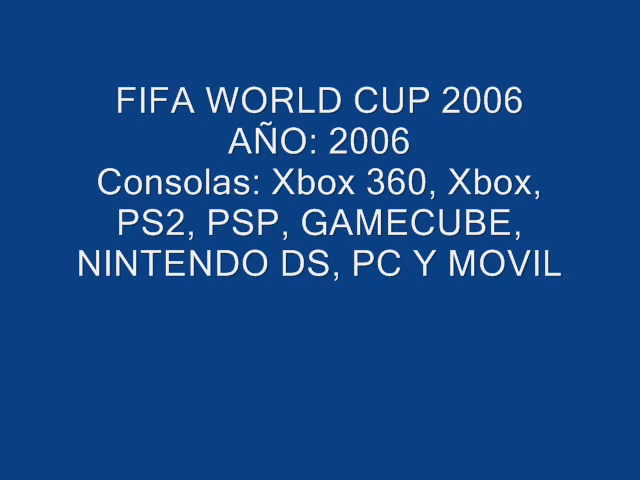 FIFA WORLD CUP 2006
AÑO: 2006
Consolas: Xbox 360, Xbox,
PS2, PSP, GAMECUBE,
NINTENDO DS, PC Y MOVIL